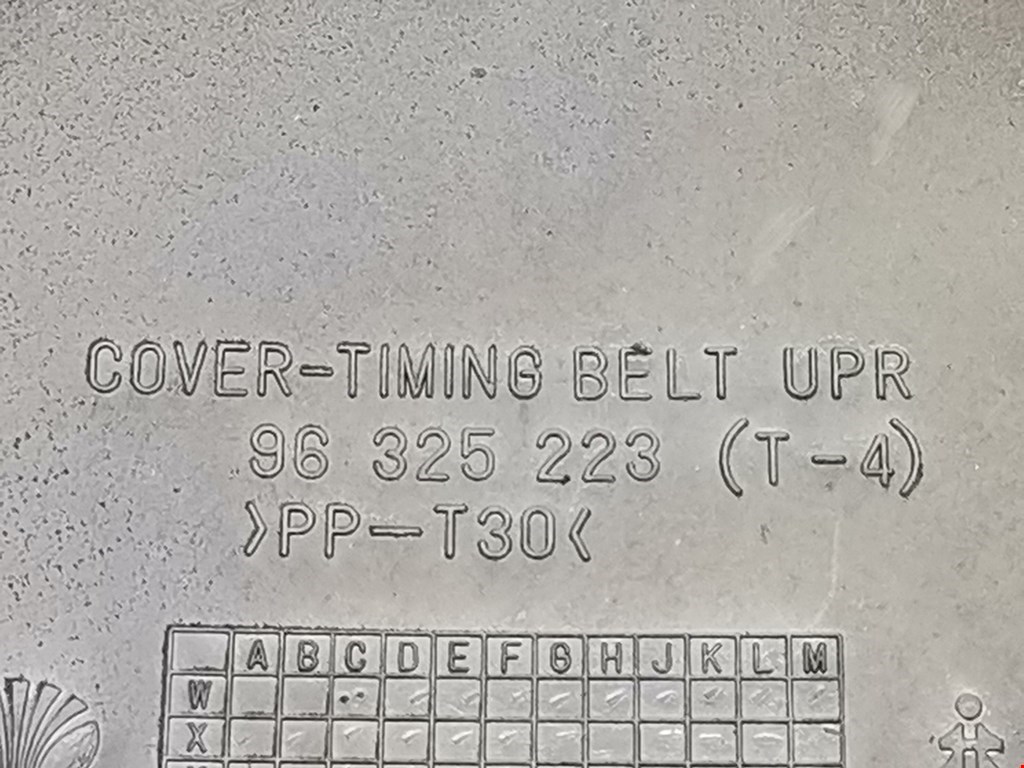 COVER-TIMING BELT UPR
96 325 223 (T-4)
>PP-T30<
A B C D E F G H J K L M
W
X